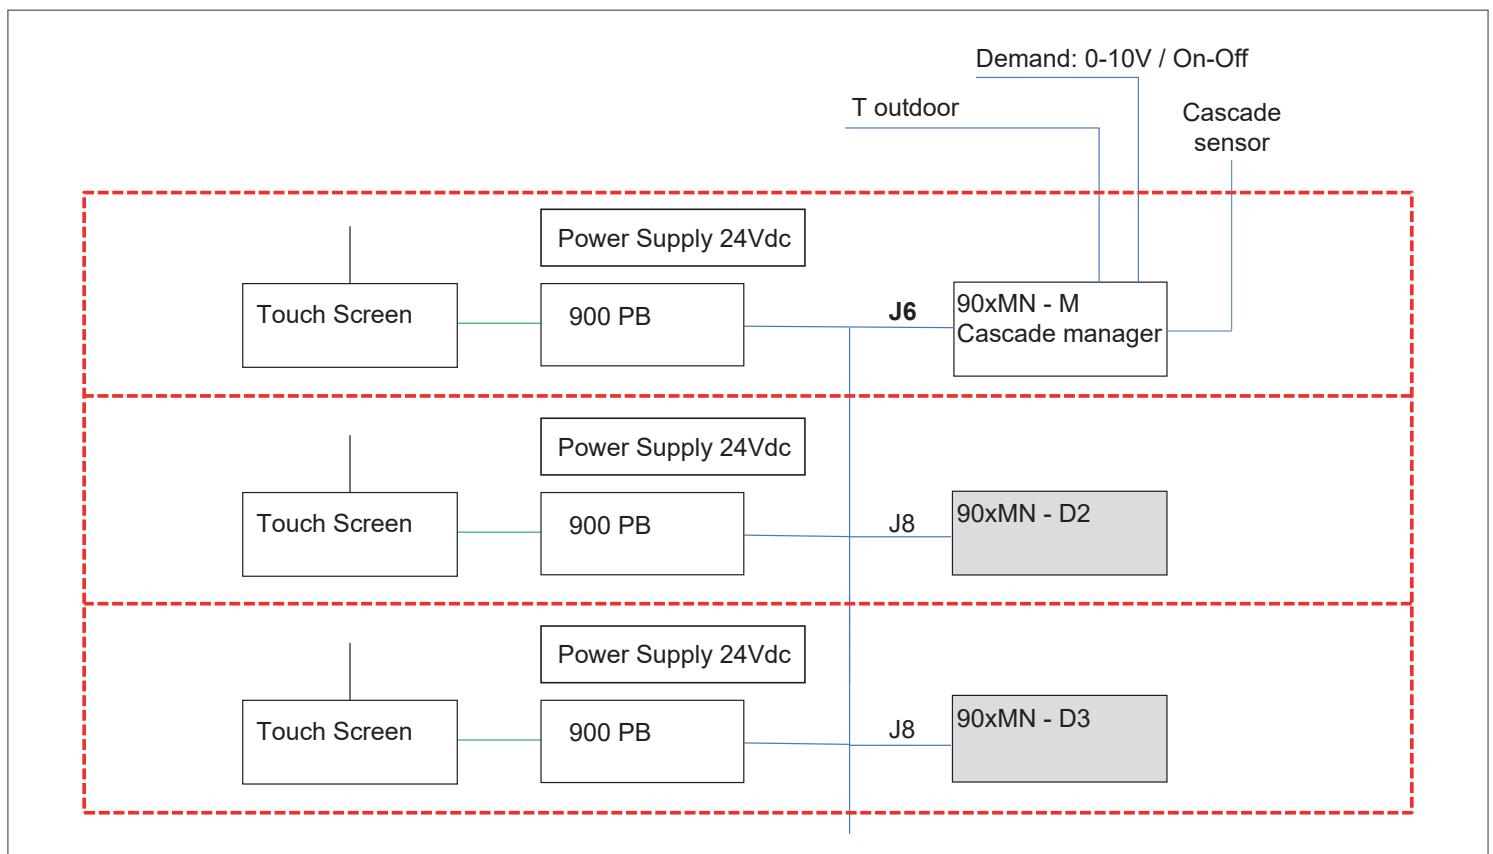 Demand: 0-10V / On-Off
T outdoor
Cascade
sensor
Power Supply 24Vdc
Touch Screen
900 PB
J6
90xMN - M
Cascade manager
Power Supply 24Vdc
Touch Screen
900 PB
J8
90xMN - D2
Power Supply 24Vdc
Touch Screen
900 PB
J8
90xMN - D3